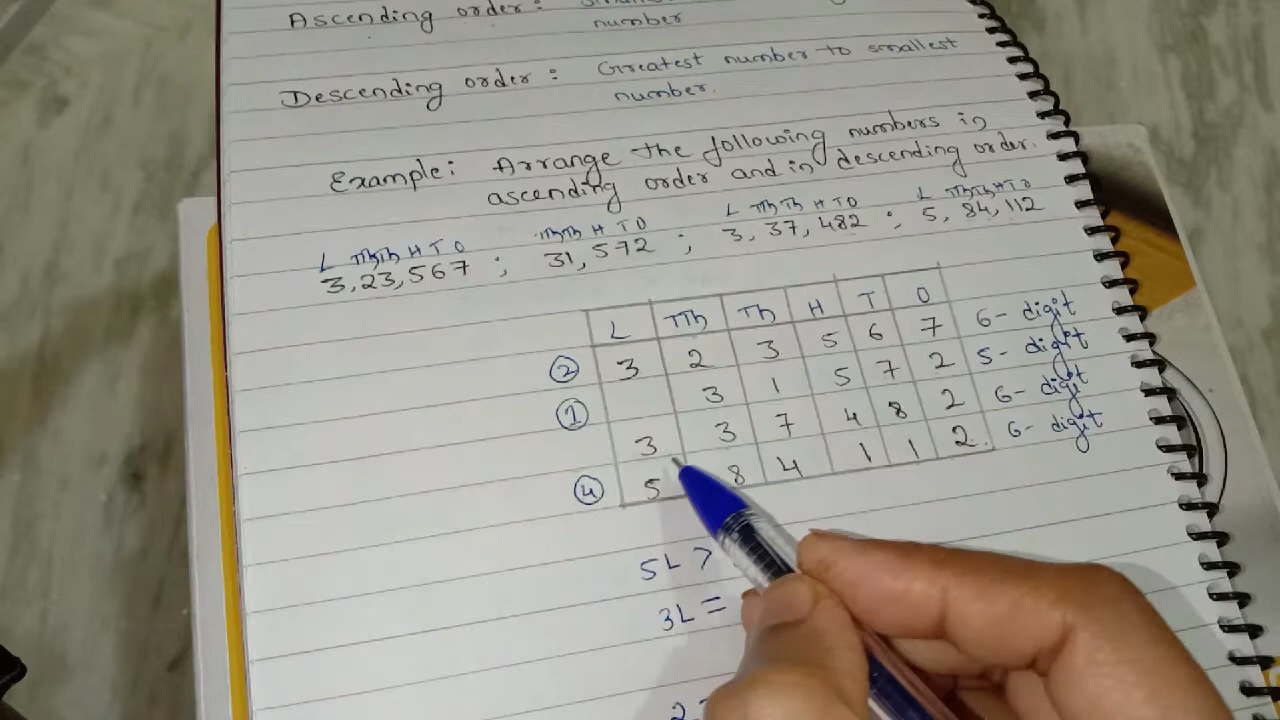 Ascending order :
number
Descending order : Greatest number to smallest
number.
Example: Arrange the following numbers in
ascending order and in descending order.
L TTh Th H T O TTh Th H T O L TTh Th H T O L TTh Th H T O
3,23,567 ; 31,572 ; 3,37,482 ; 5,84,112
L TTh Th H T O
② 3 2 3 5 6 7 6- digit
① 3 1 5 7 2 5- digit
3 3 7 4 8 2 6- digit
④ 5 8 4 1 1 2. 6- digit
5L >
3L =
2